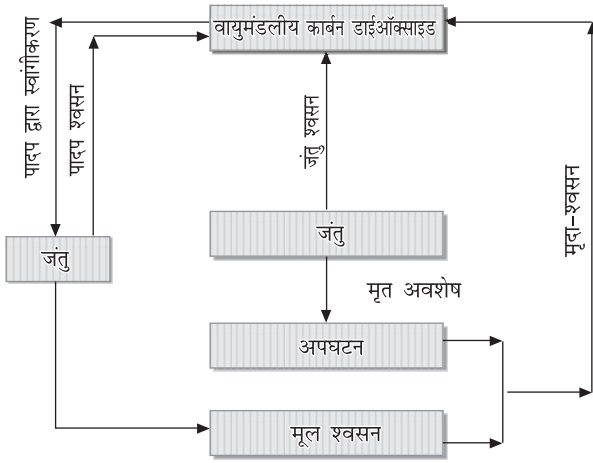 वायुमंडलीय कार्बन डाईऑक्साइड
पादप द्वारा स्वांगीकरण
पादप श्वसन
जंतु श्वसन
मृदा-श्वसन
जंतु
जंतु
मृत अवशेष
अपघटन
मूल श्वसन